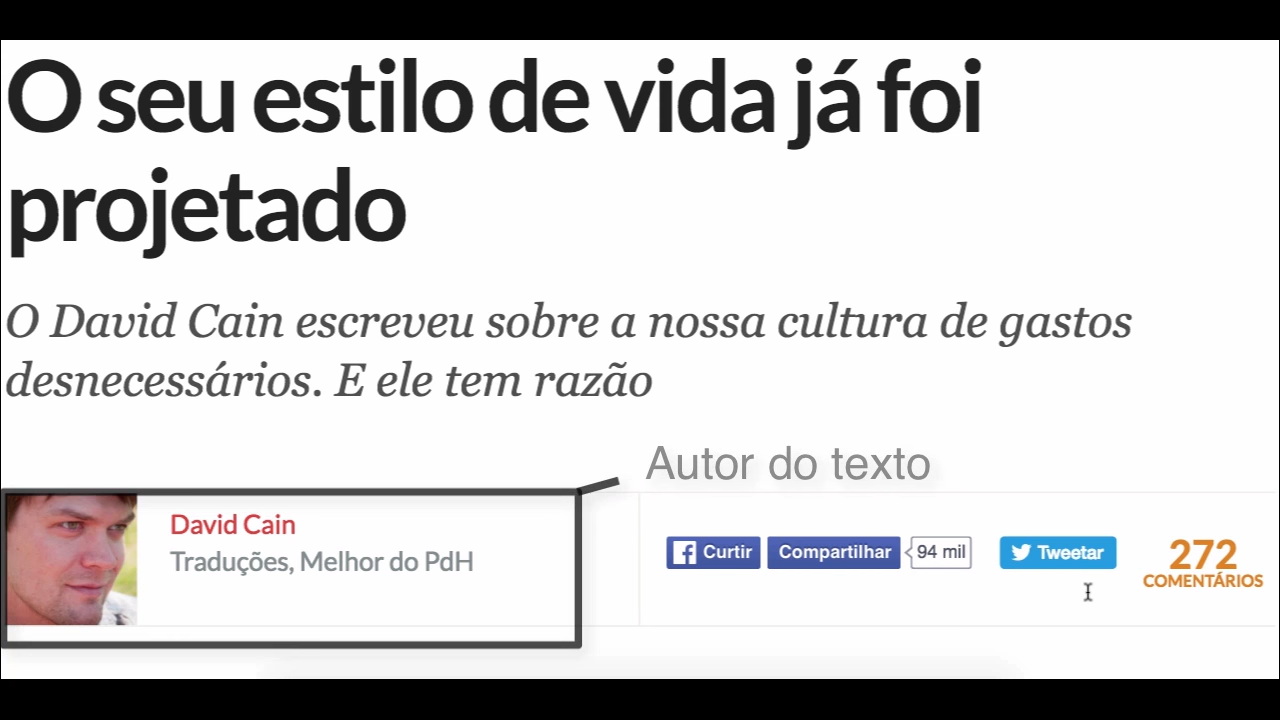 O seu estilo de vida já foi
projetado
O David Cain escreveu sobre a nossa cultura de gastos
desnecessários. E ele tem razão
Autor do texto
David Cain
Traduções, Melhor do PdH
Curtir
Compartilhar
94 mil
Tweetar
272
COMENTÁRIOS